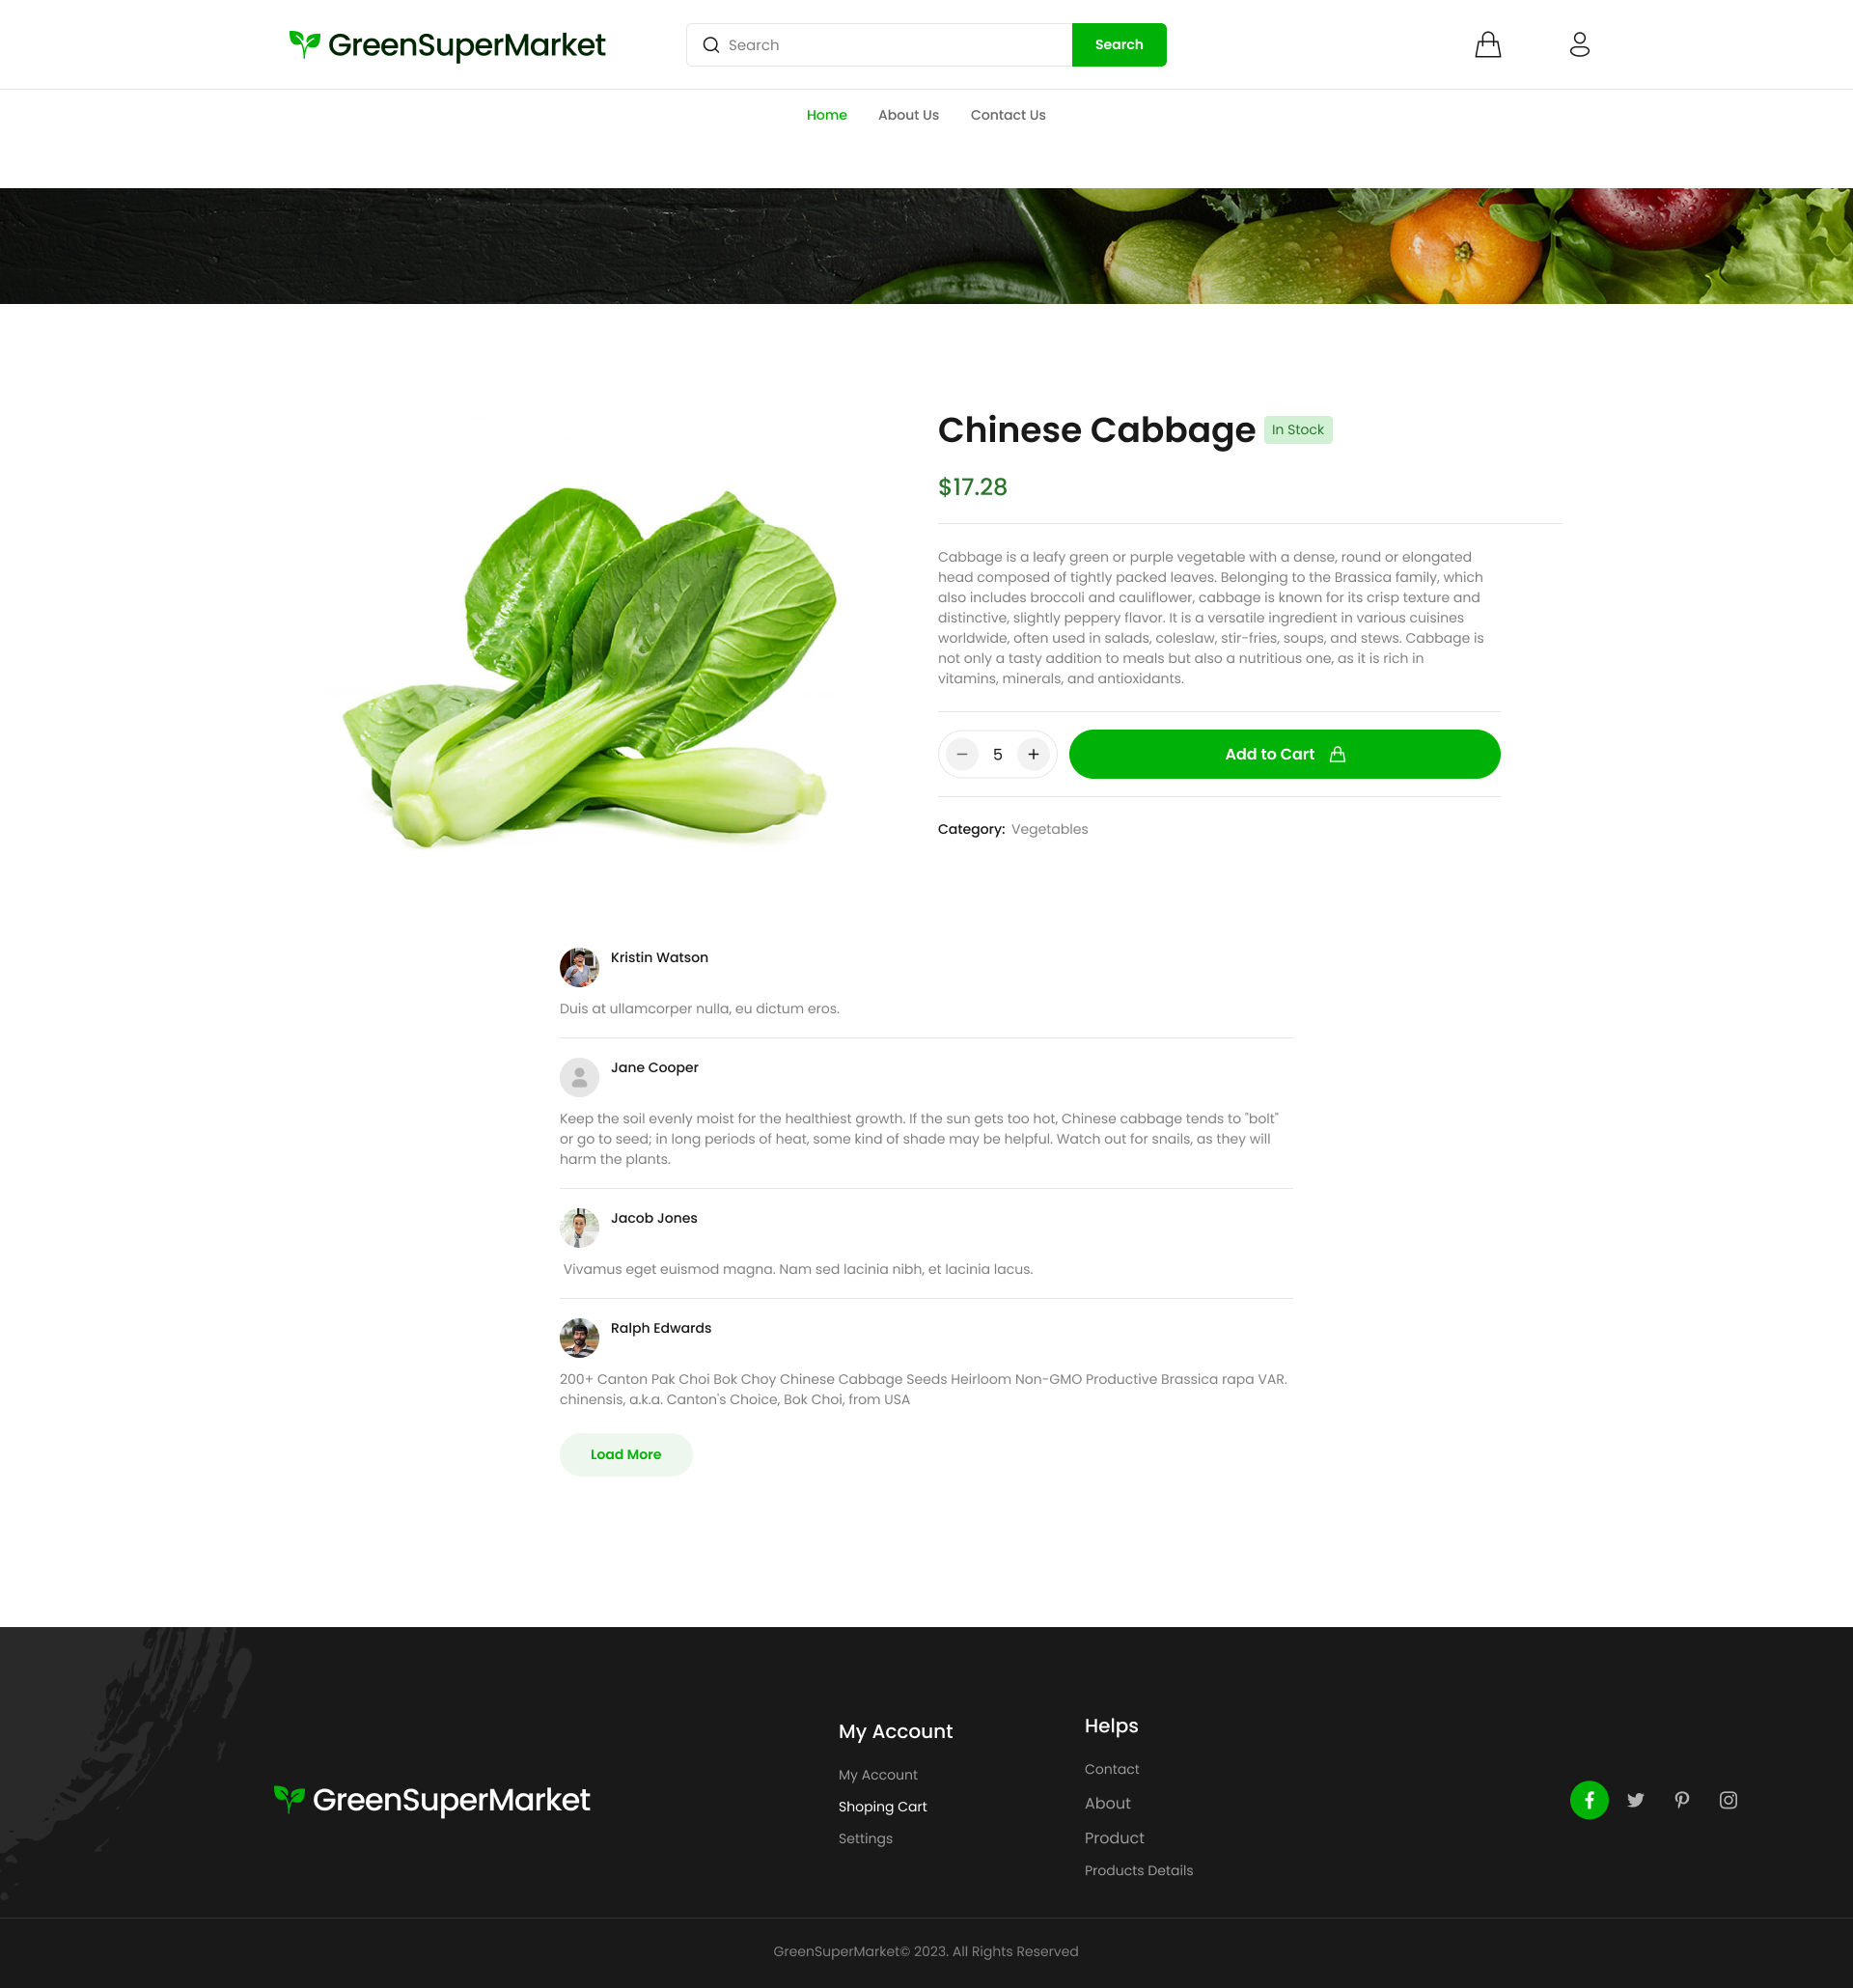 GreenSuperMarket
Search
Search
Home
About Us
Contact Us
Chinese Cabbage
In Stock
$17.28
Cabbage is a leafy green or purple vegetable with a dense, round or elongated
head composed of tightly packed leaves. Belonging to the Brassica family, which
also includes broccoli and cauliflower, cabbage is known for its crisp texture and
distinctive, slightly peppery flavor. It is a versatile ingredient in various cuisines
worldwide, often used in salads, coleslaw, stir-fries, soups, and stews. Cabbage is
not only a tasty addition to meals but also a nutritious one, as it is rich in
vitamins, minerals, and antioxidants.
5
Add to Cart
Category: Vegetables
Kristin Watson
Duis at ullamcorper nulla, eu dictum eros.
Jane Cooper
Keep the soil evenly moist for the healthiest growth. If the sun gets too hot, Chinese cabbage tends to "bolt"
or go to seed; in long periods of heat, some kind of shade may be helpful. Watch out for snails, as they will
harm the plants.
Jacob Jones
Vivamus eget euismod magna. Nam sed lacinia nibh, et lacinia lacus.
Ralph Edwards
200+ Canton Pak Choi Bok Choy Chinese Cabbage Seeds Heirloom Non-GMO Productive Brassica rapa VAR.
chinensis, a.k.a. Canton's Choice, Bok Choi, from USA
Load More
GreenSuperMarket
My Account
My Account
Shoping Cart
Settings
Helps
Contact
About
Product
Products Details
GreenSuperMarket© 2023. All Rights Reserved